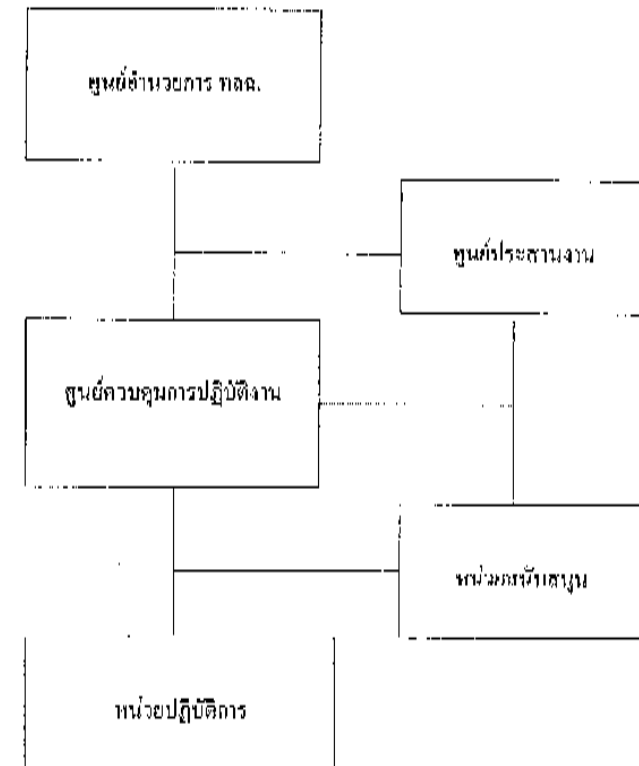 ศูนย์อำนวยการ ทลฉ.
ศูนย์ประสานงาน
ศูนย์ควบคุมการปฏิบัติงาน
หน่วยสนับสนุน
หน่วยปฏิบัติการ